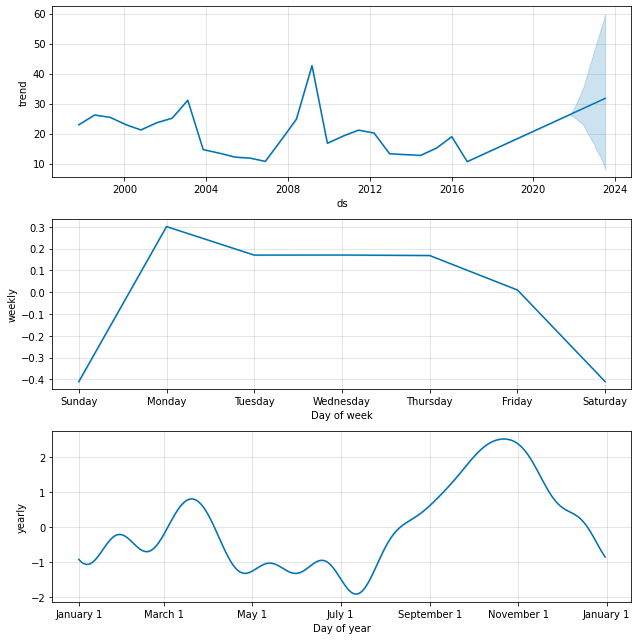 60
50
40
30
20
10
trend
2000 2004 2008 2012 2016 2020 2024
ds
0.3
0.2
0.1
0.0
−0.1
−0.2
−0.3
−0.4
weekly
Sunday Monday Tuesday Wednesday Thursday Friday Saturday
Day of week
2
1
0
−1
−2
yearly
January 1 March 1 May 1 July 1 September 1 November 1 January 1
Day of year